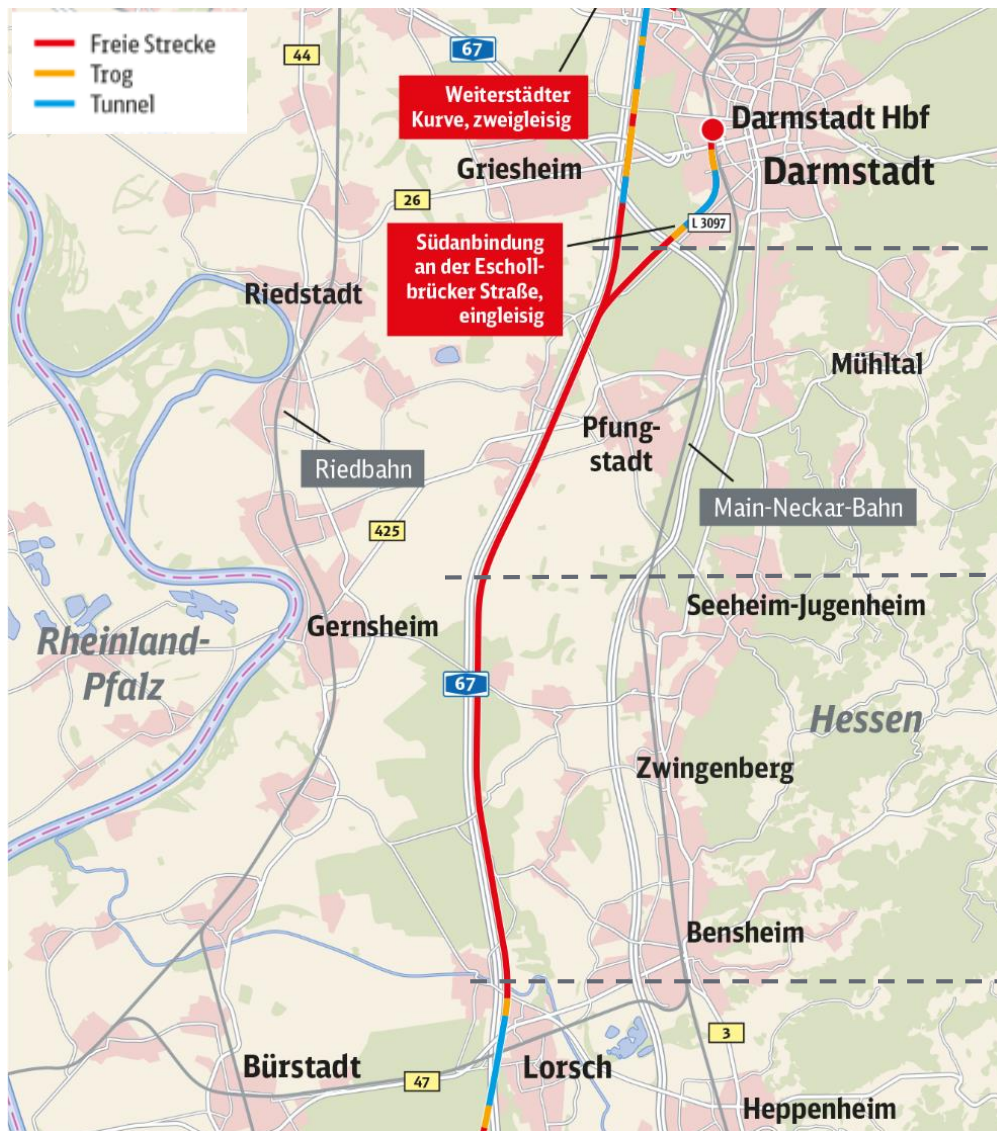 Freie Strecke
Trog
Tunnel
44
67
Weiterstädter
Kurve, zweigleisig
Darmstadt Hbf
Darmstadt
Griesheim
26
L 3097
Südanbindung
an der Escholl-
brücker Straße,
eingleisig
Riedstadt
Mühltal
Pfung-
stadt
Riedbahn
Main-Neckar-Bahn
425
Seeheim-Jugenheim
Gernsheim
Rheinland-
Pfalz
67
Hessen
Zwingenberg
Bensheim
3
Bürstadt
Lorsch
47
Heppenheim